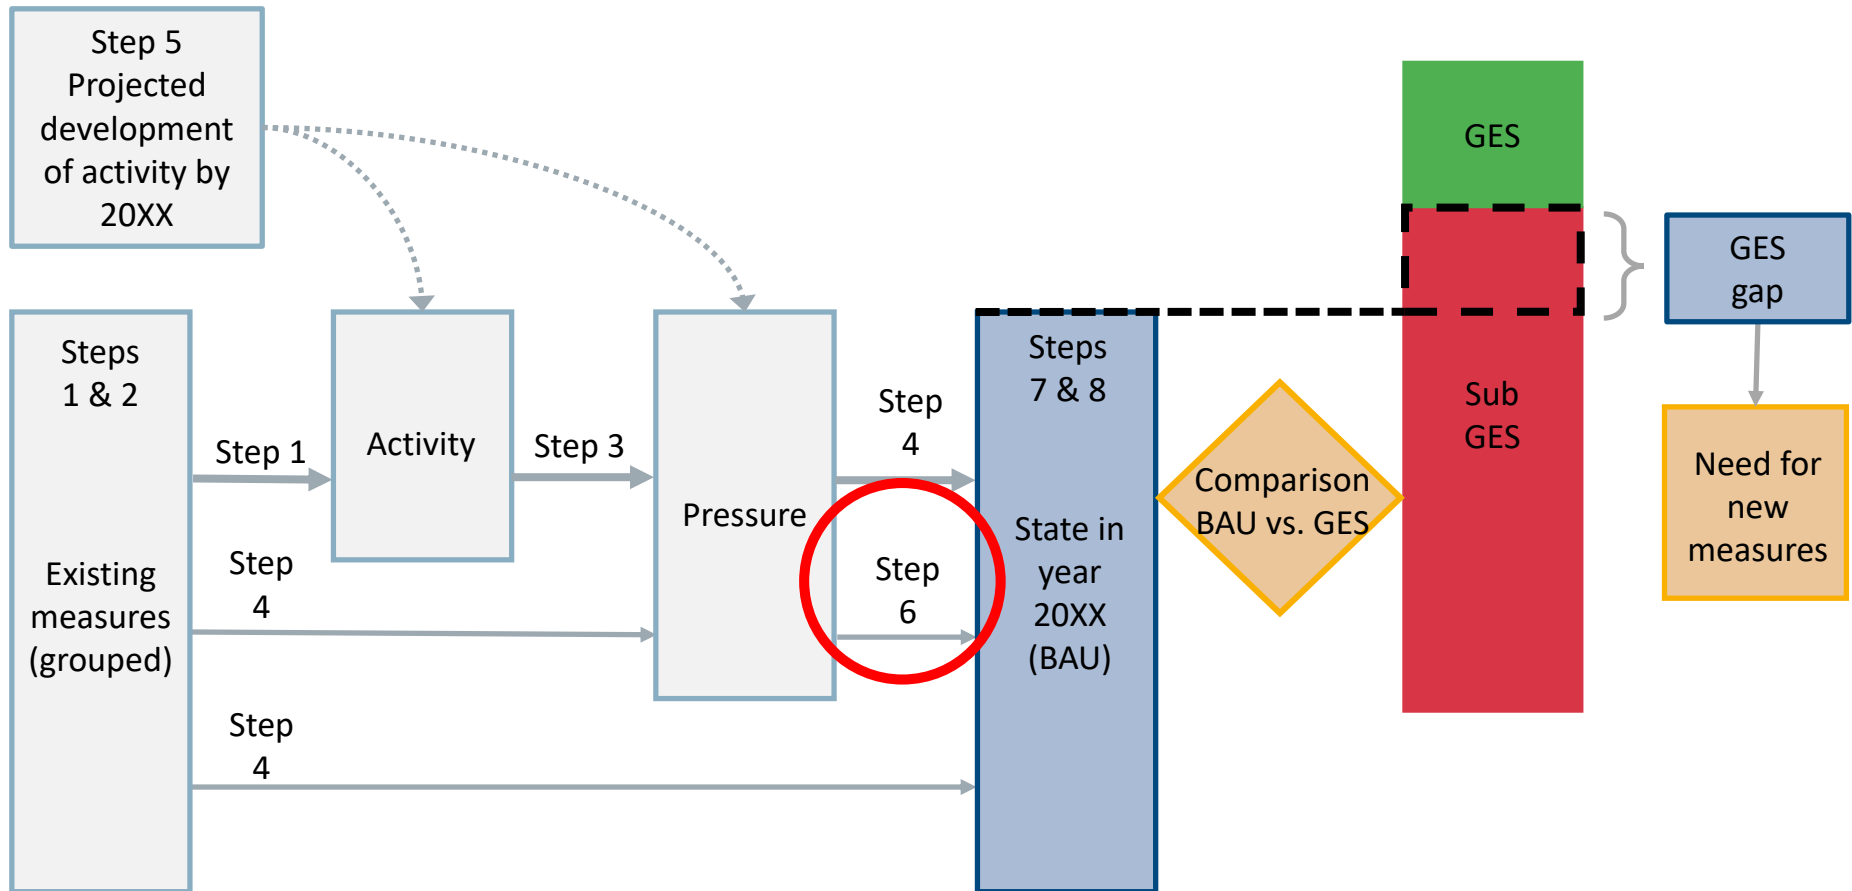 Step 5
Projected
development
of activity by
20XX
Steps
1 & 2
Existing
measures
(grouped)
Step 1
Step
4
Step
4
Activity
Step 3
Pressure
Step
4
Step
6
Steps
7 & 8
State in
year
20XX
(BAU)
Comparison
BAU vs. GES
GES
Sub
GES
GES
gap
Need for
new
measures